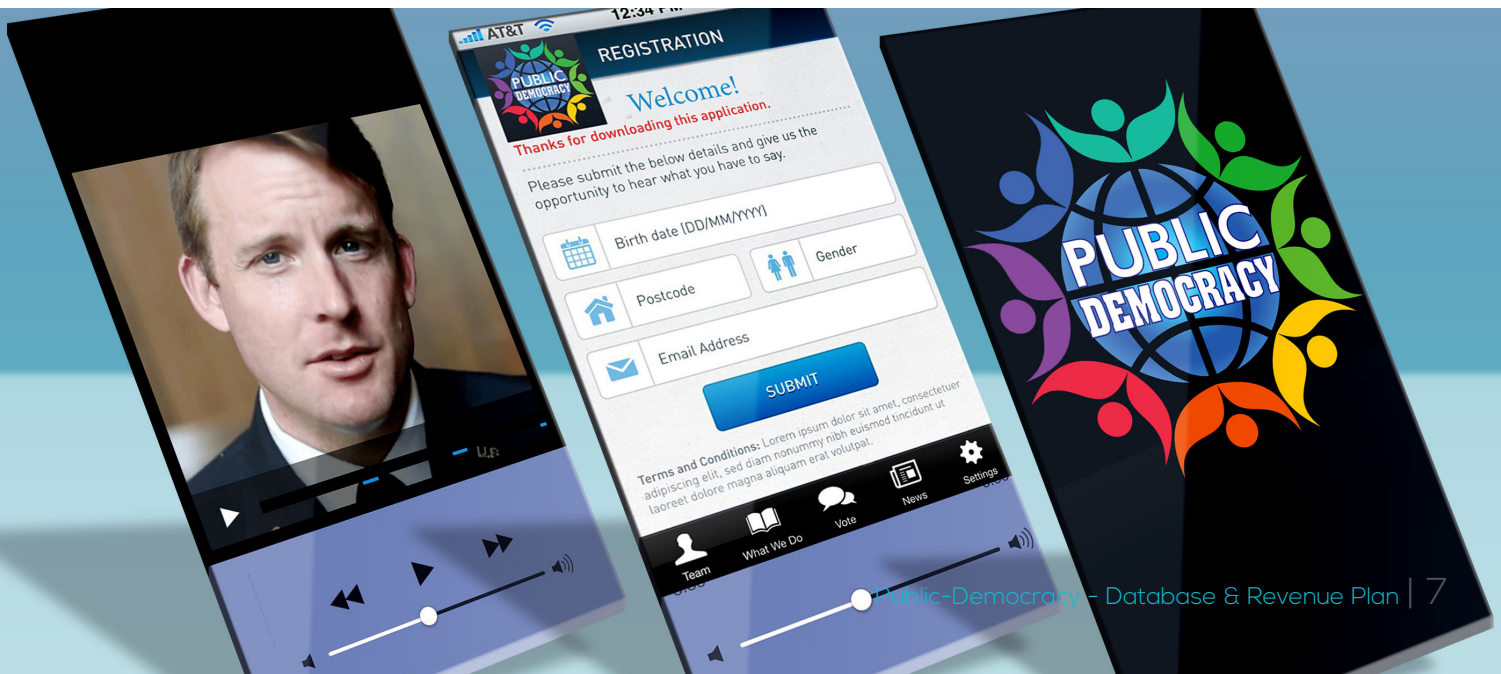 AT&T
12:34 PM
REGISTRATION
PUBLIC
DEMOCRACY
Welcome!
Thanks for downloading this application.
Please submit the below details and give us the
opportunity to hear what you have to say.
Birth date (DD/MM/YYYY)
Postcode
Gender
Email Address
SUBMIT
Terms and Conditions: Lorem ipsum dolor sit amet, consectetuer
adipiscing elit, sed diam nonummy nibh euismod tincidunt ut
laoreet dolore magna aliquam erat volutpat.
Team
What We Do
Vote
News
Settings
PUBLIC
DEMOCRACY
Public-Democracy - Database & Revenue Plan | 7